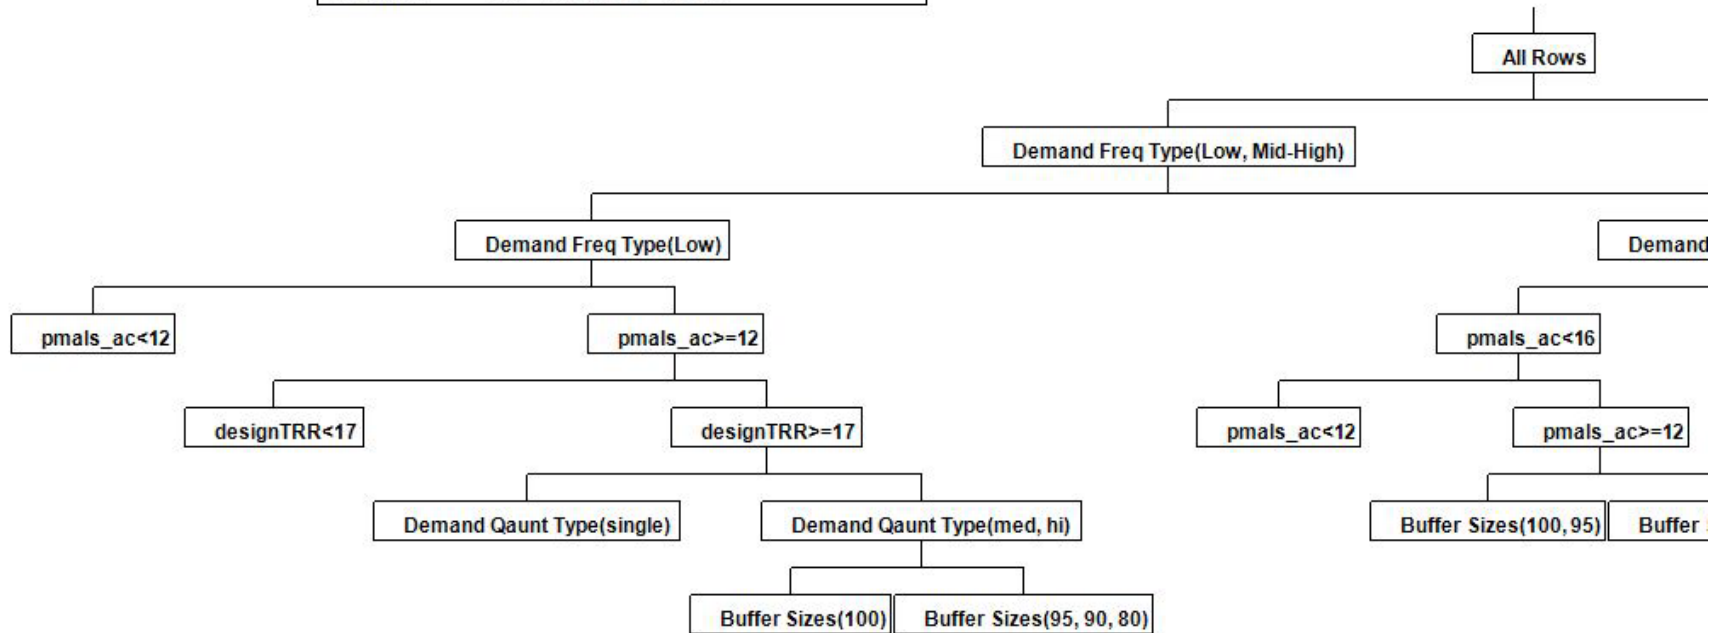 All Rows
Demand Freq Type(Low, Mid-High)
Demand Freq Type(Low)
Demand
pmals_ac<12
pmals_ac>=12
pmals_ac<16
designTRR<17
designTRR>=17
pmals_ac<12
pmals_ac>=12
Demand Qaunt Type(single)
Demand Qaunt Type(med, hi)
Buffer Sizes(100, 95)
Buffer
Buffer Sizes(100)
Buffer Sizes(95, 90, 80)